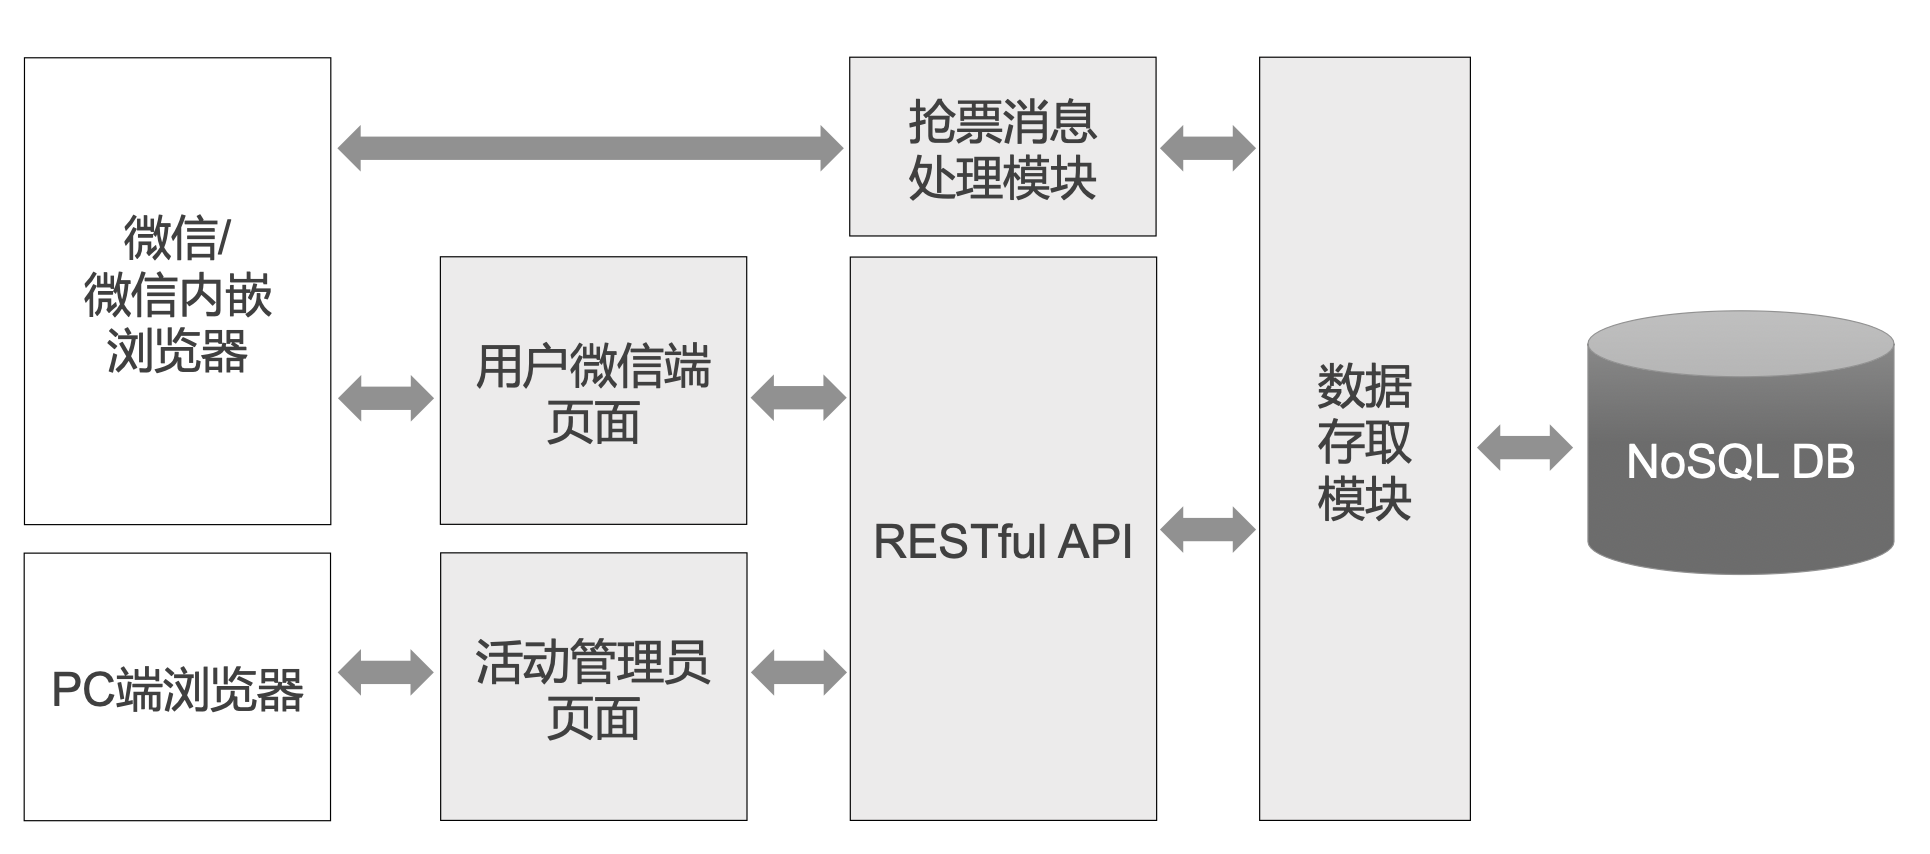 微信/
微信内嵌
浏览器
PC端浏览器
用户微信端
页面
活动管理员
页面
抢票消息
处理模块
RESTful API
数据
存取
模块
NoSQL DB